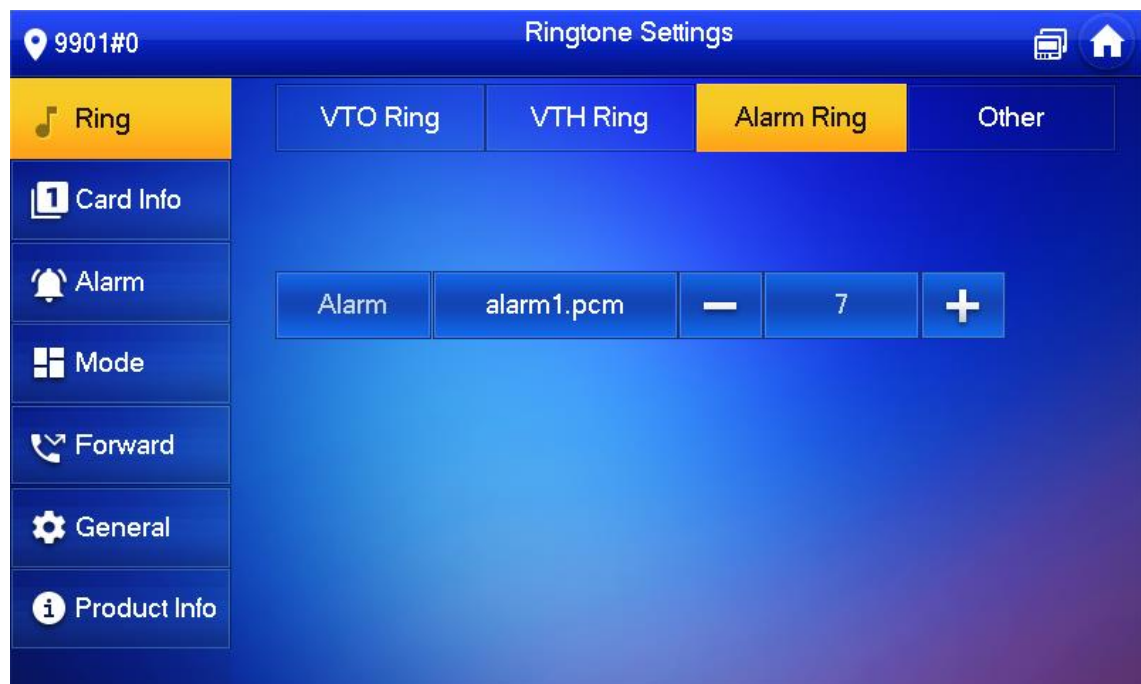 9901#0
Ringtone Settings
Ring
VTO Ring
VTH Ring
Alarm Ring
Other
1 Card Info
Alarm
Alarm
alarm1.pcm
7
Mode
Forward
General
Product Info